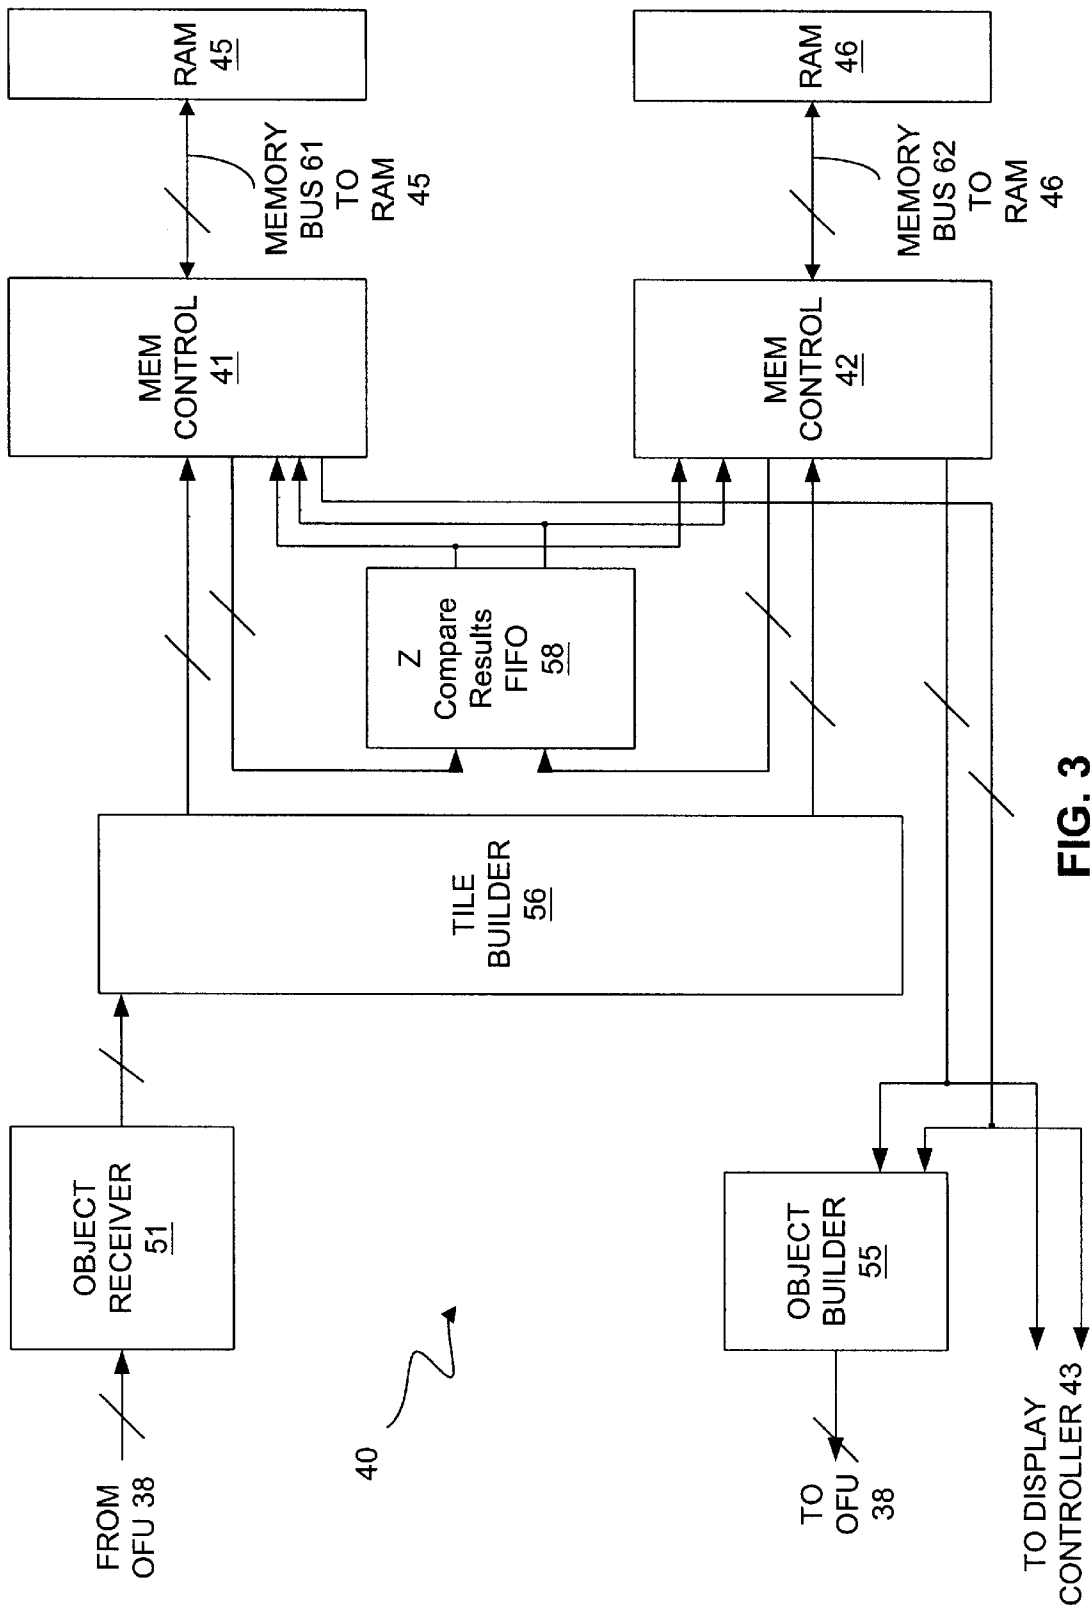 FROM
OFU 38
OBJECT
RECEIVER
51
TILE
BUILDER
56
MEM
CONTROL
41
MEMORY
BUS 61
TO
RAM
45
RAM
45
Z
Compare
Results
FIFO
58
40
TO
OFU
38
OBJECT
BUILDER
55
MEM
CONTROL
42
MEMORY
BUS 62
TO
RAM
46
RAM
46
TO DISPLAY
CONTROLLER 43
FIG. 3